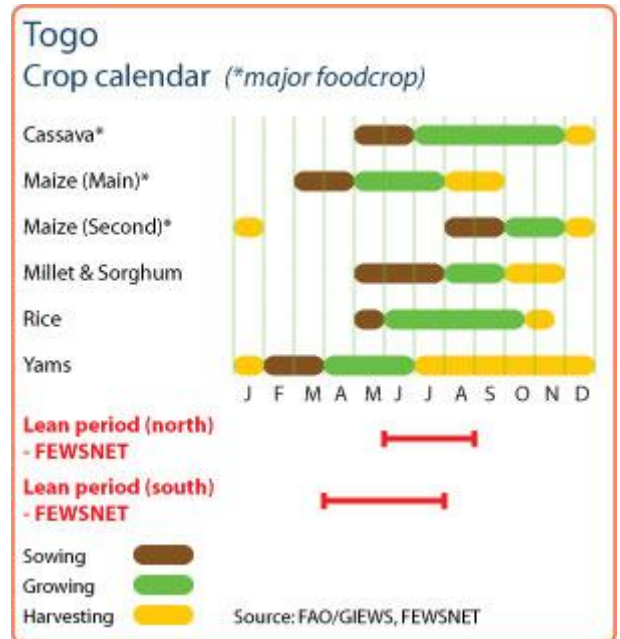 Togo
Crop calendar (*major foodcrop)
Cassava*
Maize (Main)*
Maize (Second)*
Millet & Sorghum
Rice
Yams
J F M A M J J A S O N D
Lean period (north)
- FEWSNET
Lean period (south)
- FEWSNET
Sowing
Growing
Harvesting
Source: FAO/GIEWS, FEWSNET